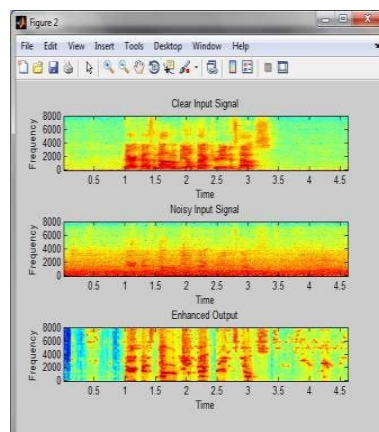 Figure 2
File Edit View Insert Tools Desktop Window Help
Clear Input Signal
8000
6000
4000
2000
0
Frequency
0.5 1 1.5 2 2.5 3 3.5 4 4.5
Time
Noisy Input Signal
8000
6000
4000
2000
0
Frequency
0.5 1 1.5 2 2.5 3 3.5 4 4.5
Time
Enhanced Output
8000
6000
4000
2000
0
Frequency
0.5 1 1.5 2 2.5 3 3.5 4 4.5
Time